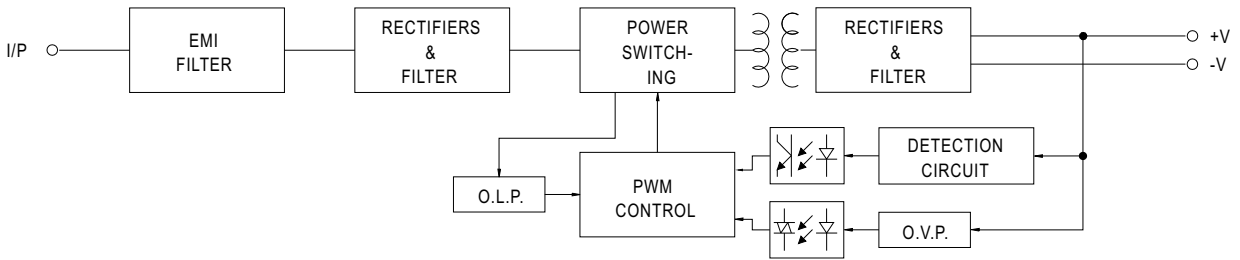 I/P
EMI
FILTER
RECTIFIERS
&
FILTER
POWER
SWITCH-
ING
RECTIFIERS
&
FILTER
+V
-V
O.L.P.
PWM
CONTROL
DETECTION
CIRCUIT
O.V.P.